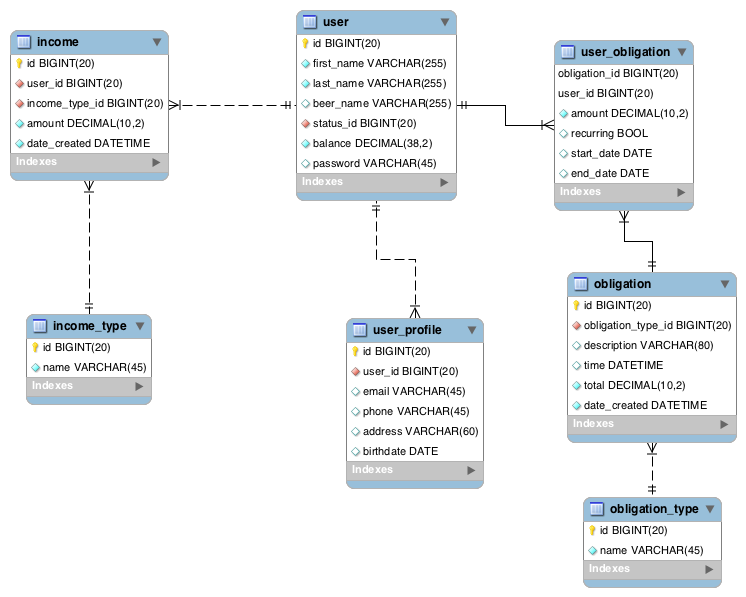 income
id BIGINT(20)
user_id BIGINT(20)
income_type_id BIGINT(20)
amount DECIMAL(10,2)
date_created DATETIME
Indexes
user
id BIGINT(20)
first_name VARCHAR(255)
last_name VARCHAR(255)
beer_name VARCHAR(255)
status_id BIGINT(20)
balance DECIMAL(38,2)
password VARCHAR(45)
Indexes
user_obligation
obligation_id BIGINT(20)
user_id BIGINT(20)
amount DECIMAL(10,2)
recurring BOOL
start_date DATE
end_date DATE
Indexes
income_type
id BIGINT(20)
name VARCHAR(45)
Indexes
user_profile
id BIGINT(20)
user_id BIGINT(20)
email VARCHAR(45)
phone VARCHAR(45)
address VARCHAR(60)
birthdate DATE
Indexes
obligation
id BIGINT(20)
obligation_type_id BIGINT(20)
description VARCHAR(80)
time DATETIME
total DECIMAL(10,2)
date_created DATETIME
Indexes
obligation_type
id BIGINT(20)
name VARCHAR(45)
Indexes